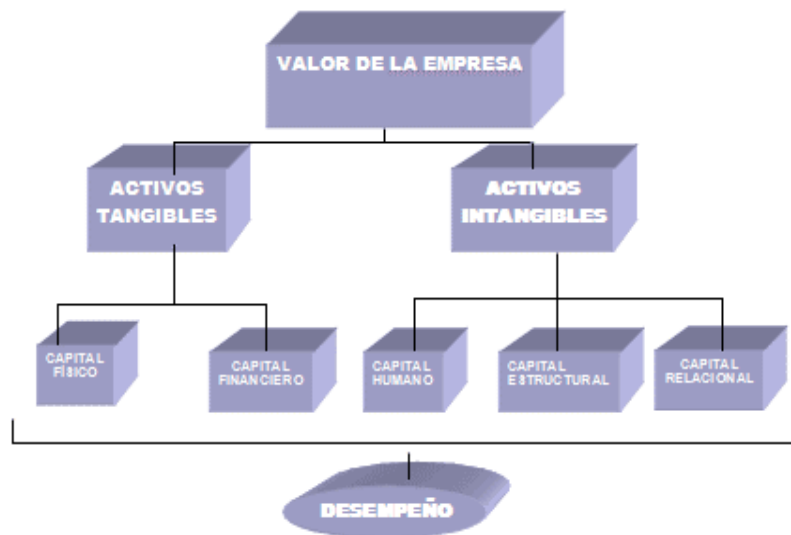 VALOR DE LA EMPRESA
ACTIVOS
TANGIBLES
ACTIVOS
INTANGIBLES
CAPITAL
FÍSICO
CAPITAL
FINANCIERO
CAPITAL
HUMANO
CAPITAL
ESTRUCTURAL
CAPITAL
RELACIONAL
DESEMPEÑO